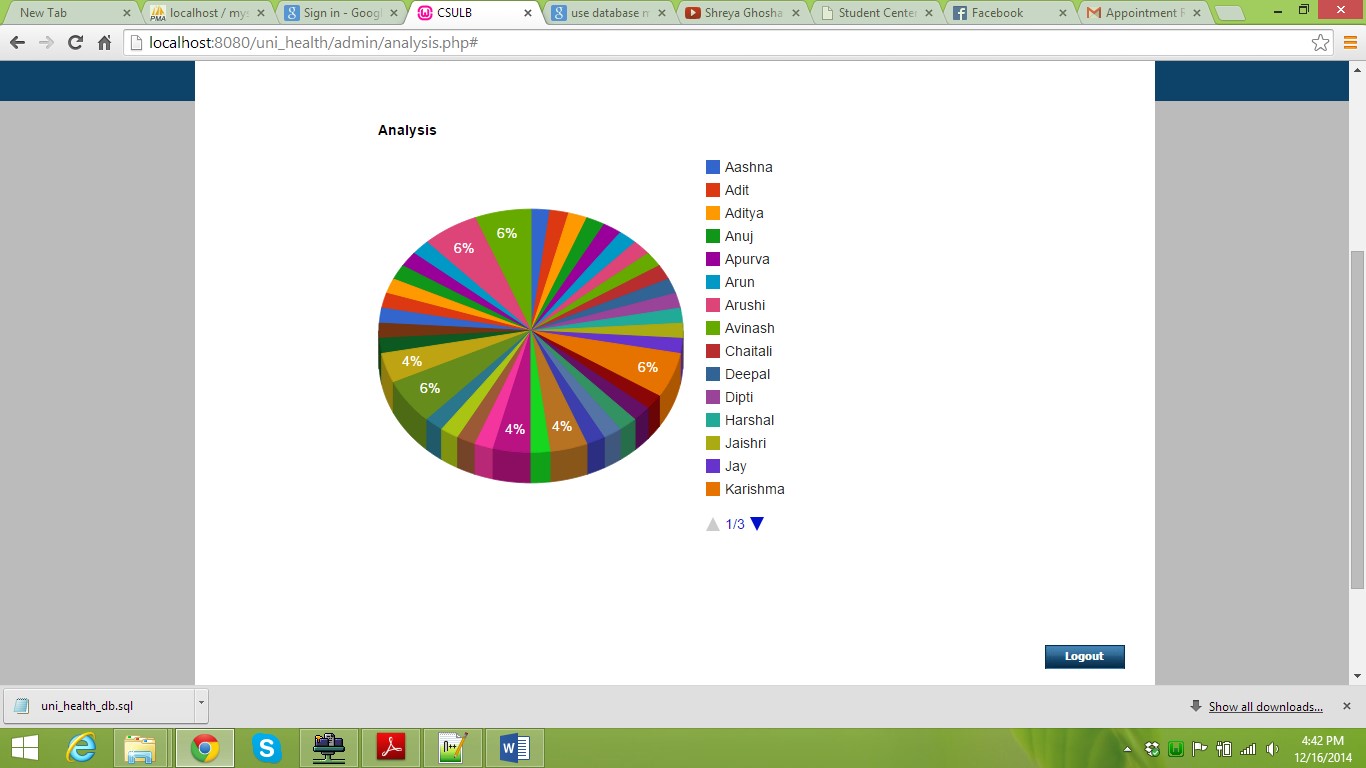 New Tab
localhost / mys
Sign in - Goog
CSULB
use database m
Shreya Ghosha
Student Cente
Facebook
Appointment R
localhost:8080/uni_health/admin/analysis.php#
Analysis
6%
6%
4%
6%
4%
4%
6%
Aashna
Adit
Aditya
Anuj
Apurva
Arun
Arushi
Avinash
Chaitali
Deepal
Dipti
Harshal
Jaishri
Jay
Karishma
1/3
Logout
uni_health_db.sql
Show all downloads...
4:42 PM
12/16/2014